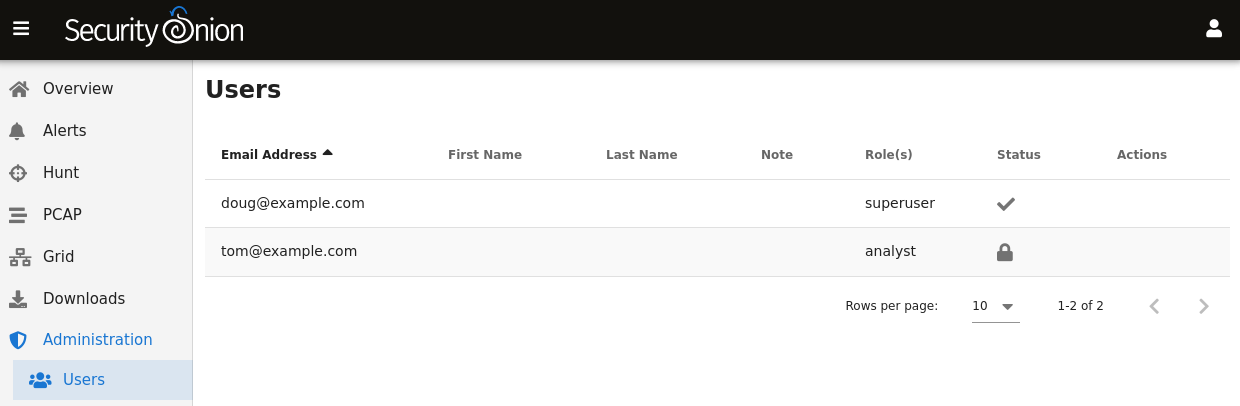 Security Onion
Users
Overview
Alerts
Hunt
PCAP
Grid
Downloads
Administration
Users
Email Address First Name Last Name Note Role(s) Status Actions
doug@example.com superuser
tom@example.com analyst
Rows per page: 10 1-2 of 2